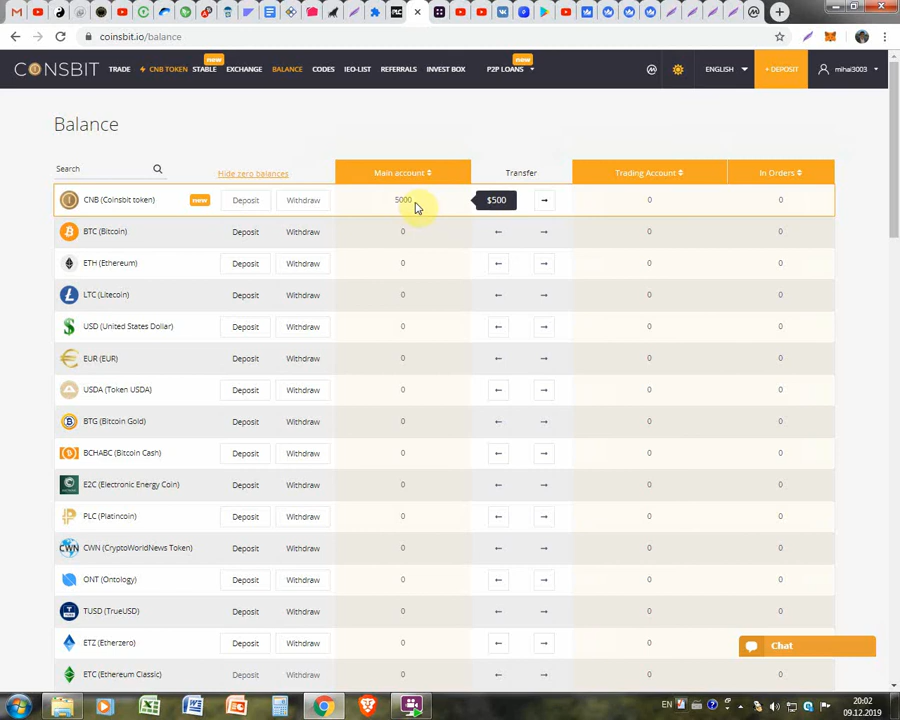 coinsbit.io/balance
COINSBIT
TRADE
CNB TOKEN
STABLE
new
EXCHANGE
BALANCE
CODES
IEO-LIST
REFERRALS
INVEST BOX
P2P LOANS
new
ENGLISH
+ DEPOSIT
mihai3003
Balance
Search
Hide zero balances
Main account
Transfer
Trading Account
In Orders
CNB (Coinsbit token) new Deposit Withdraw 5000 $500 → 0 0
BTC (Bitcoin) Deposit Withdraw 0 ← → 0 0
ETH (Ethereum) Deposit Withdraw 0 ← → 0 0
LTC (Litecoin) Deposit Withdraw 0 ← → 0 0
USD (United States Dollar) Deposit Withdraw 0 ← → 0 0
EUR (EUR) Deposit Withdraw 0 ← → 0 0
USDA (Token USDA) Deposit Withdraw 0 ← → 0 0
BTG (Bitcoin Gold) Deposit Withdraw 0 ← → 0 0
BCHABC (Bitcoin Cash) Deposit Withdraw 0 ← → 0 0
E2C (Electronic Energy Coin) Deposit Withdraw 0 ← → 0 0
PLC (Platincoin) Deposit Withdraw 0 ← → 0 0
CWN (CryptoWorldNews Token) Deposit Withdraw 0 ← → 0 0
ONT (Ontology) Deposit Withdraw 0 ← → 0 0
TUSD (TrueUSD) Deposit Withdraw 0 ← → 0 0
ETZ (Etherzero) Deposit Withdraw 0 ← → 0 0
ETC (Ethereum Classic) Deposit Withdraw 0 ← → 0 0
Chat
EN
20:02
09.12.2019